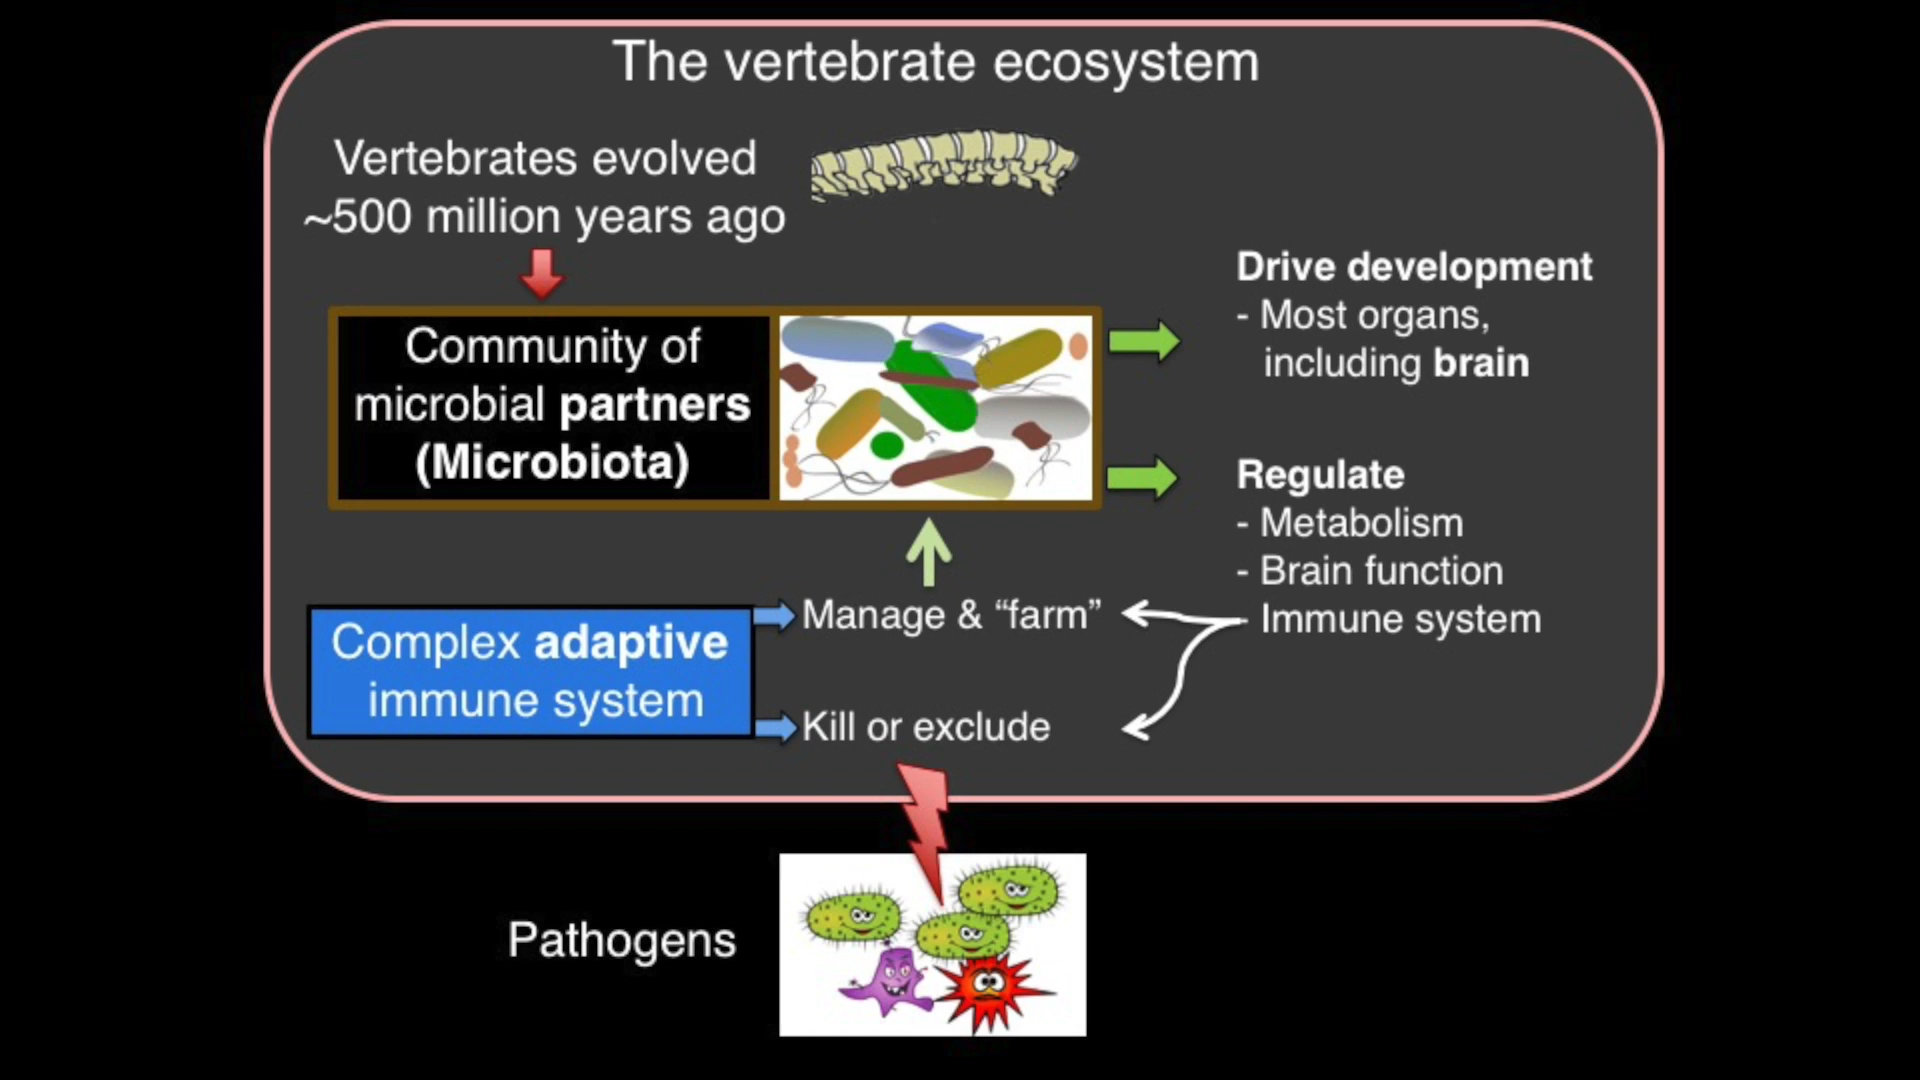 The vertebrate ecosystem
Vertebrates evolved
~500 million years ago
Community of
microbial partners
(Microbiota)
Drive development
- Most organs,
including brain
Regulate
- Metabolism
- Brain function
- Immune system
Complex adaptive
immune system
Manage & “farm”
Kill or exclude
Pathogens